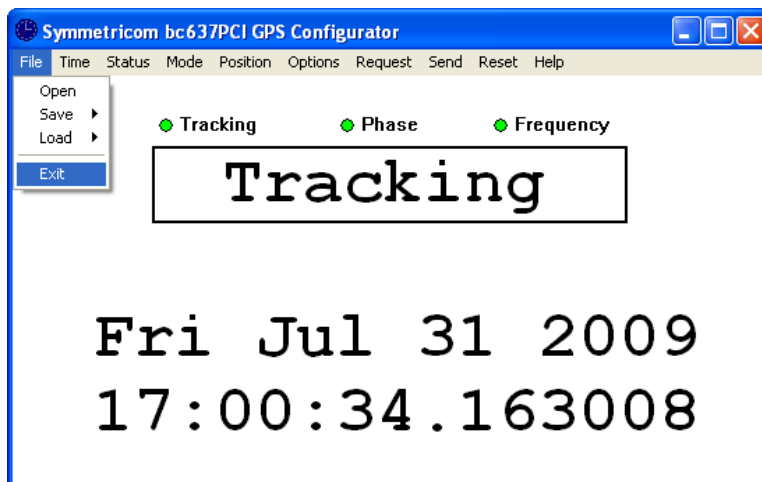 Symmetricom bc637PCI GPS Configurator
File Time Status Mode Position Options Request Send Reset Help
Open
Save
Load
Exit
Tracking Phase Frequency
Tracking
Fri Jul 31 2009
17:00:34.163008